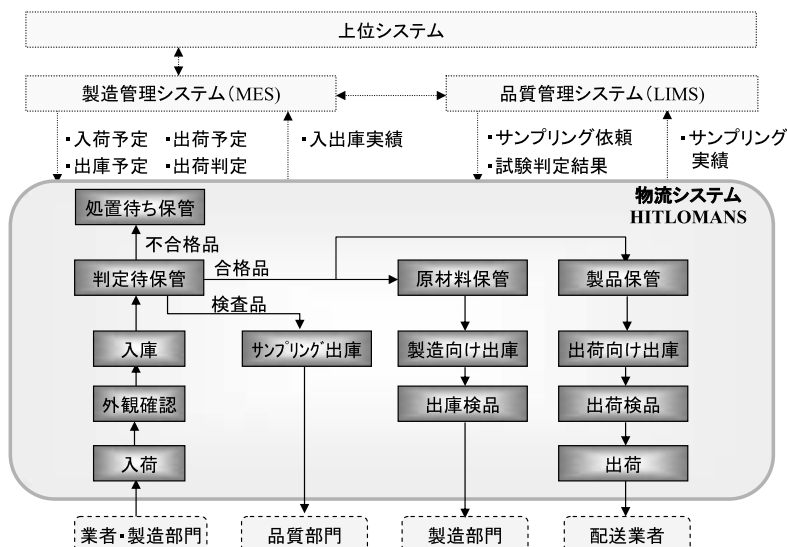 上位システム
製造管理システム(MES)
品質管理システム(LIMS)
・入荷予定 ・出荷予定
・出庫予定 ・出荷判定
・入出庫実績
・サンプリング依頼
・試験判定結果
・サンプリング
実績
物流システム
HITLOMANS
処置待ち保管
不合格品
判定待保管
合格品
原材料保管
製品保管
検査品
入庫
サンプリング出庫
製造向け出庫
出荷向け出庫
外観確認
出庫検品
出荷検品
入荷
出荷
業者・製造部門
品質部門
製造部門
配送業者